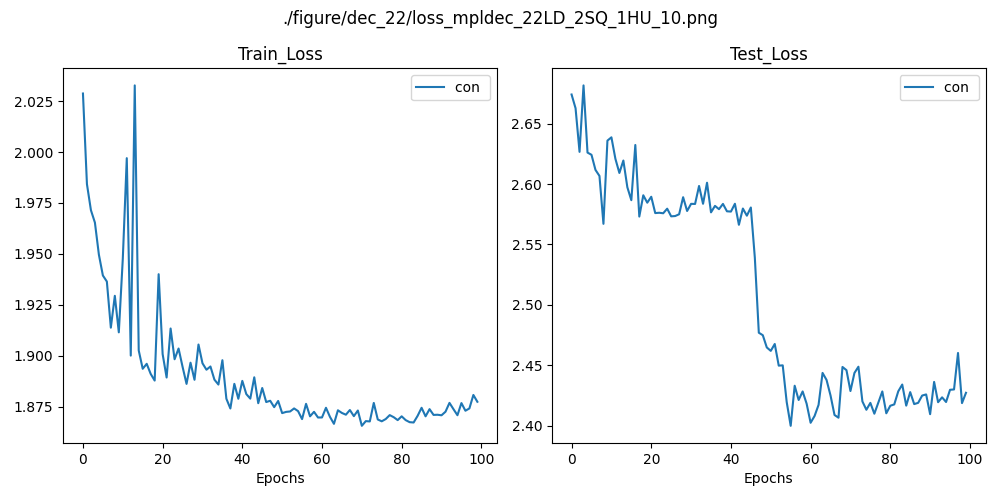 ./figure/dec_22/loss_mpldec_22LD_2SQ_1HU_10.png
Train_Loss
Test_Loss
con
con
2.025
2.000
1.975
1.950
1.925
1.900
1.875
0 20 40 60 80 100
Epochs
2.65
2.60
2.55
2.50
2.45
2.40
0 20 40 60 80 100
Epochs